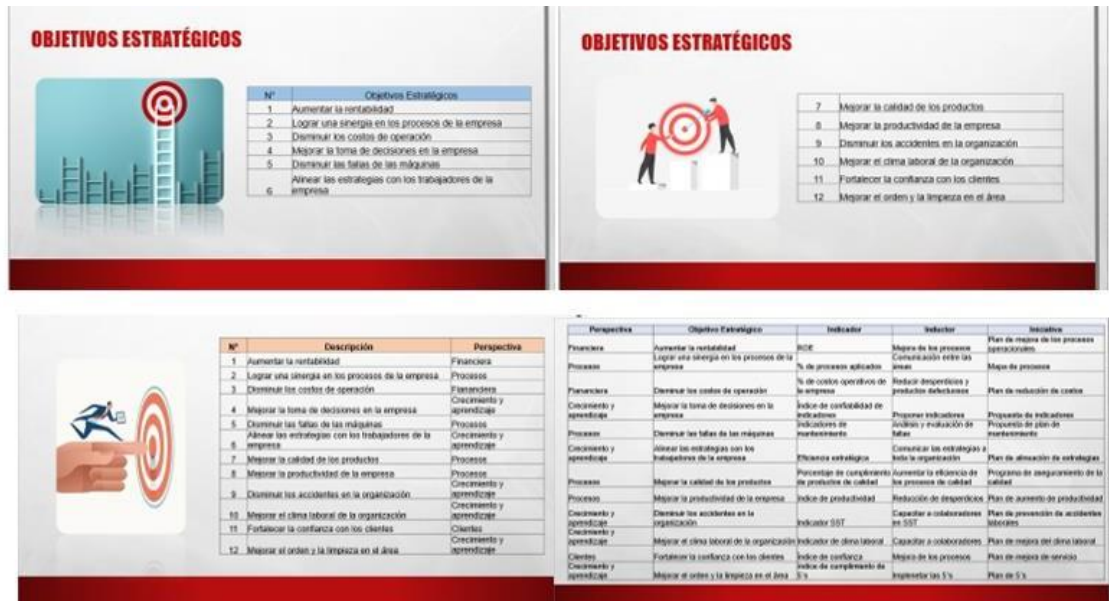 OBJETIVOS ESTRATÉGICOS
N° Objetivos Estratégicos
1 Aumentar la rentabilidad
2 Lograr una sinergia en los procesos de la empresa
3 Disminuir los costos de operación
4 Mejorar la toma de decisiones en la empresa
5 Disminuir las fallas de las máquinas
Alinear las estrategias con los trabajadores de la
6 empresa
OBJETIVOS ESTRATÉGICOS
7 Mejorar la calidad de los productos
8 Mejorar la productividad de la empresa
9 Disminuir los accidentes en la organización
10 Mejorar el clima laboral de la organización
11 Fortalecer la confianza con los clientes
12 Mejorar el orden y la limpieza en el área
N° Descripción Perspectiva
1 Aumentar la rentabilidad Financiera
2 Lograr una sinergia en los procesos de la empresa Procesos
3 Disminuir los costos de operación Fiananciera
Crecimiento y
4 Mejorar la toma de decisiones en la empresa aprendizaje
5 Disminuir las fallas de las máquinas Procesos
Alinear las estrategias con los trabajadores de la Crecimiento y
6 empresa aprendizaje
7 Mejorar la calidad de los productos Procesos
8 Mejorar la productividad de la empresa Procesos
Crecimiento y
9 Disminuir los accidentes en la organización aprendizaje
Crecimiento y
10 Mejorar el clima laboral de la organización aprendizaje
11 Fortalecer la confianza con los clientes Clientes
Crecimiento y
12 Mejorar el orden y la limpieza en el área aprendizaje
Perspectiva Objetivo Estratégico Indicador Inductor Iniciativa
Plan de mejora de los procesos
Financiera Aumentar la rentabilidad Mejora de los procesos operacionales
Lograr una sinergia en los procesos de la Comunicación entre las
Procesos empresa % de procesos aplicados áreas Mapa de procesos
% de costos operativos de Reducir desperdicios y
Fiananciera Disminuir los costos de operación la empresa productos defectuosos Plan de reducción de costos
Crecimiento y Mejorar la toma de decisiones en la Índice de confiabilidad de
aprendizaje empresa indicadores Proponer indicadores Propuesta de indicadores
Indicadores de Análisis y evaluación de Propuesta de plan de
Procesos Disminuir las fallas de las máquinas mantenimiento fallas mantenimiento
Crecimiento y Alinear las estrategias con los Comunicar las estrategias a
aprendizaje trabajadores de la empresa Eficiencia estratégica toda la organización Plan de alineación de estrategias
Porcentaje de cumplimiento Aumentar la eficiencia de Programa de aseguramiento de la
Procesos Mejorar la calidad de los productos de productos de calidad los procesos de calidad calidad
Procesos Mejorar la productividad de la empresa Índice de productividad Reducción de desperdicios Plan de aumento de productividad
Crecimiento y Disminuir los accidentes en la Capacitar a colaboradores Plan de prevención de accidentes
aprendizaje organización Indicador SST en SST laborales
Crecimiento y
aprendizaje Mejorar el clima laboral de la organización Indicador de clima laboral Capacitar a colaboradores Plan de mejora del clima laboral
Clientes Fortalecer la confianza con los clientes Índice de confianza Mejora de los procesos Plan de mejora de servicio
Crecimiento y Índice de cumplimiento de
aprendizaje Mejorar el orden y la limpieza en el área 5's las 5's Plan de 5's